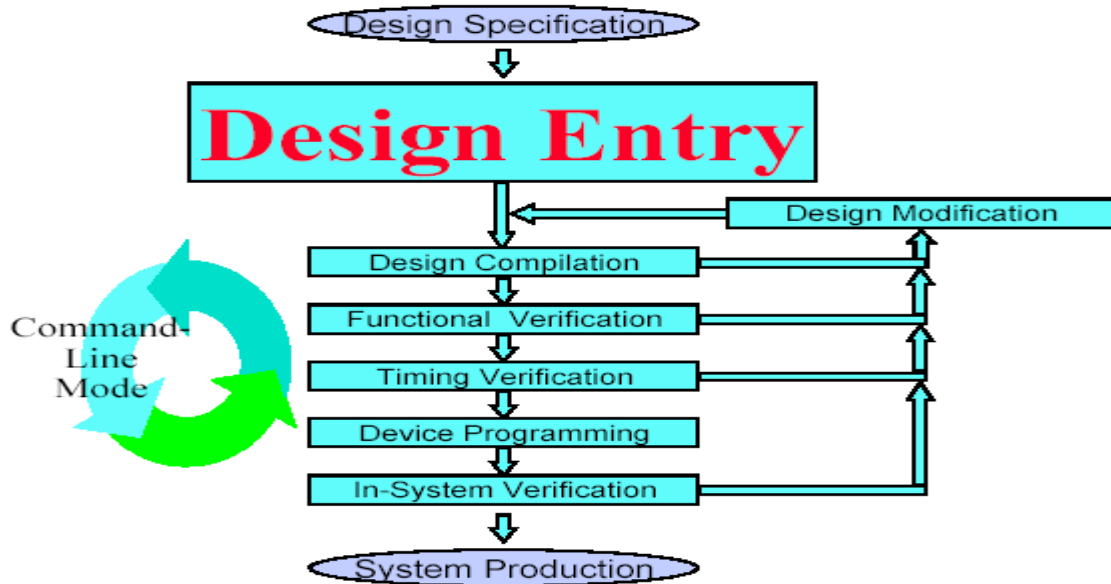 Design Specification
Design Entry
Design Modification
Design Compilation
Functional Verification
Command-
Line
Mode
Timing Verification
Device Programming
In-System Verification
System Production